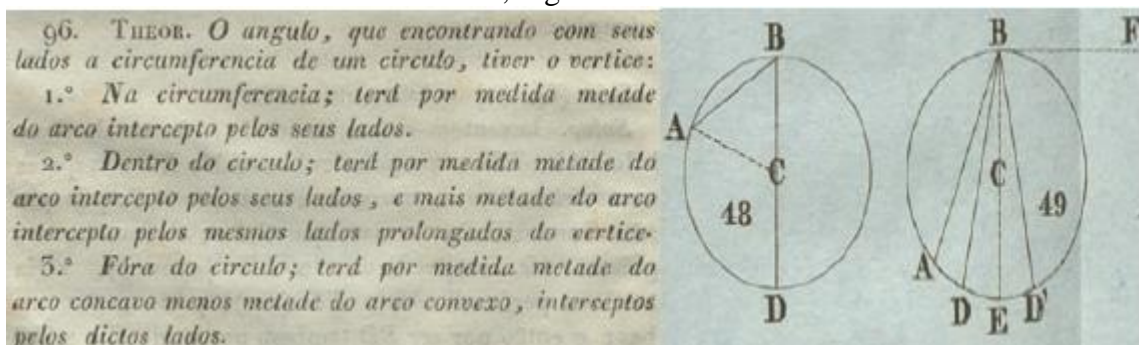 96. THEOR. O angulo, que encontrando com seus
lados a circumferencia de um circulo, tiver o vertice:
1.º Na circumferencia; terá por medida metade
do arco intercepto pelos seus lados.
2.º Dentro do circulo; terá por medida metade do
arco intercepto pelos seus lados, e mais metade do arco
intercepto pelos mesmos lados prolongados do vertice.
3.º Fóra do circulo; terá por medida metade do
arco concavo menos metade do arco convexo, interseptos
pelos dictos lados.
B
A
C
48
D
B
F
C
49
A
D E D'